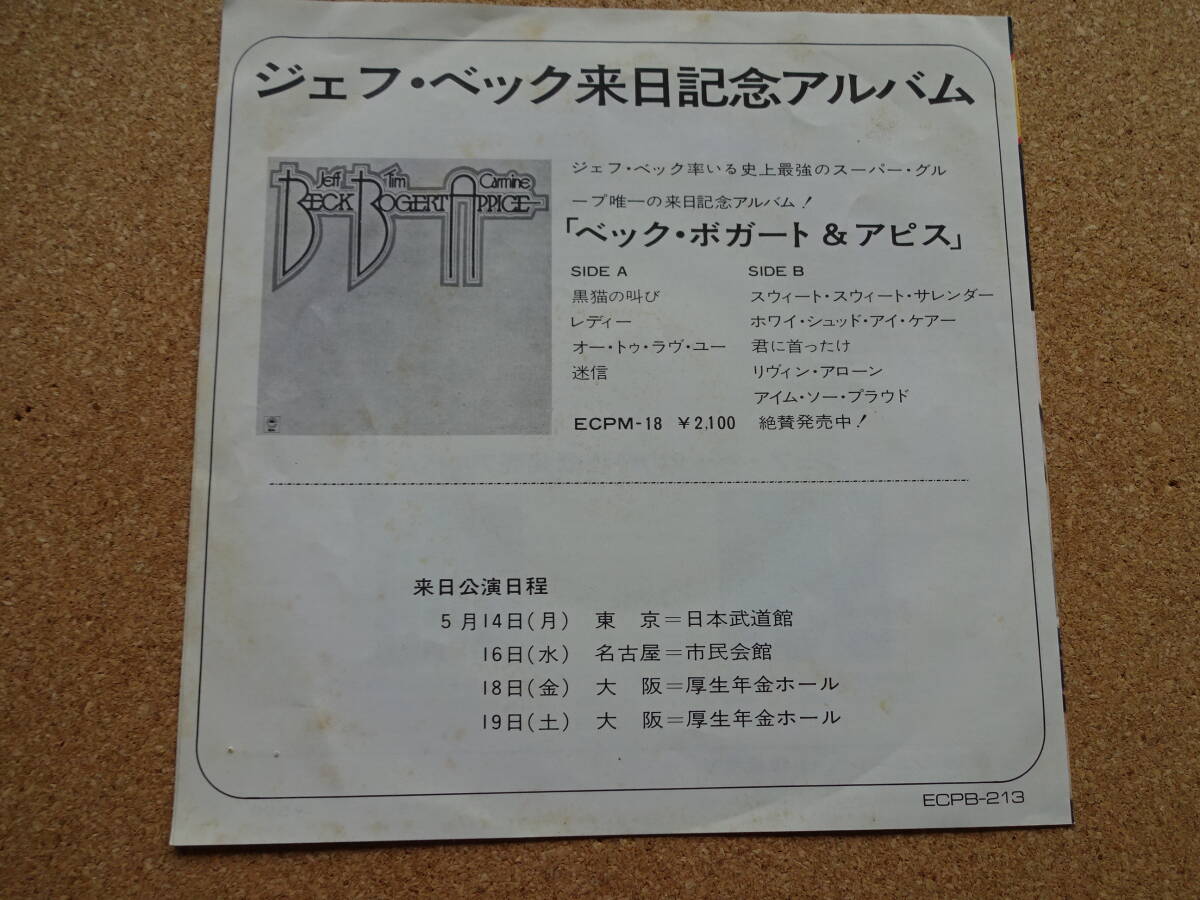 ジェフ・ベック来日記念アルバム
Jeff Tim Carmine
BECK BOGERT APPICE
ジェフ・ベック率いる史上最強のスーパー・グル
ープ唯一の来日記念アルバム!
「ベック・ボガート&アピス」
SIDE A
黒猫の叫び
レディー
オー・トゥ・ラヴ・ユー
迷信
SIDE B
スウィート・スウィート・サレンダー
ホワイ・シュッド・アイ・ケアー
君に首ったけ
リヴィン・アローン
アイム・ソー・プラウド
ECPM-18 ¥2,100 絶賛発売中!
来日公演日程
5月14日(月) 東 京=日本武道館
16日(水) 名古屋=市民会館
18日(金) 大 阪=厚生年金ホール
19日(土) 大 阪=厚生年金ホール
ECPB-213